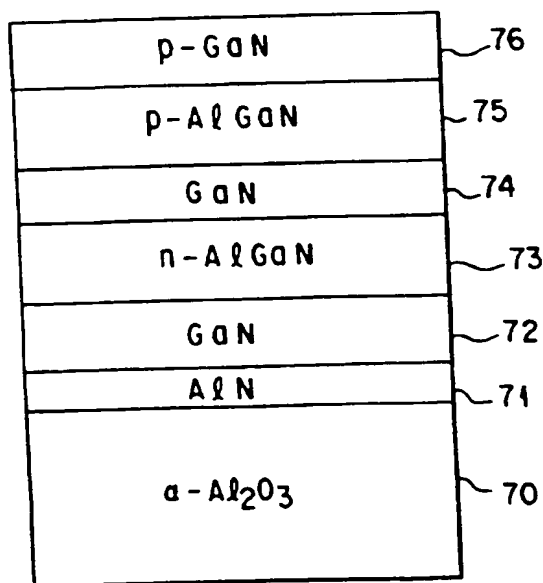 p-GaN 76
p-AlGaN 75
GaN 74
n-AlGaN 73
GaN 72
AlN 71
a-Al2O3 70